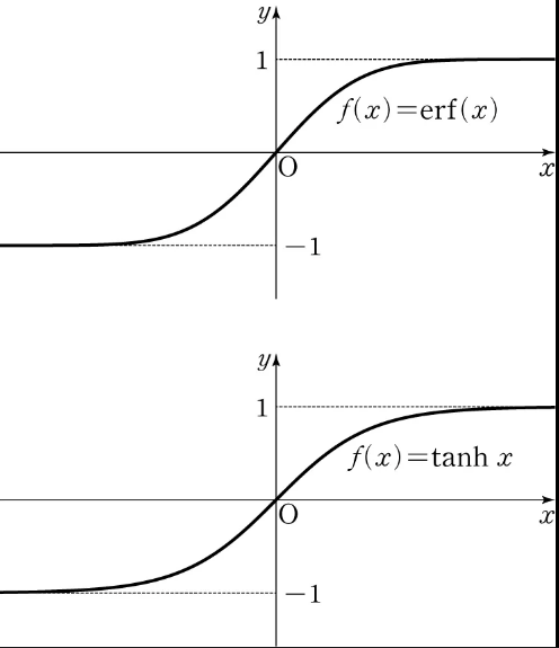 y
1
f(x)=erf(x)
O
x
−1
y
1
f(x)=tanh x
O
x
−1